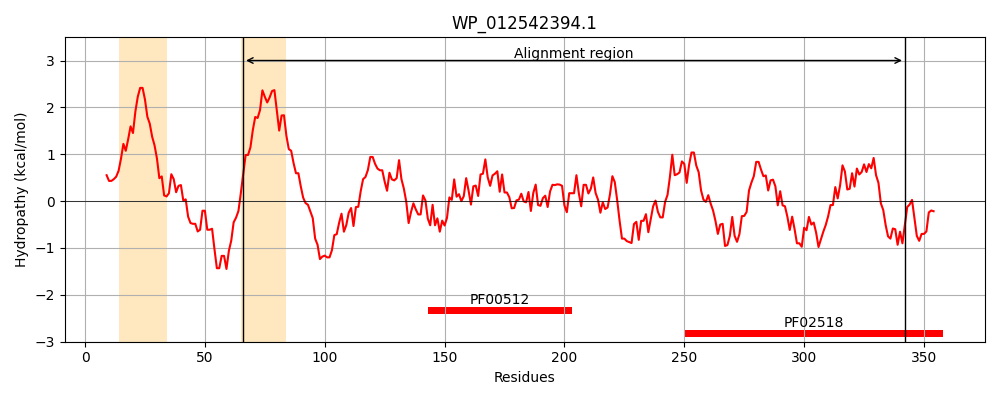 WP_012542394.1
Alignment region
Hydropathy (kcal/mol)
3
2
1
0
−1
−2
−3
PF00512
PF02518
0 50 100 150 200 250 300 350
Residues